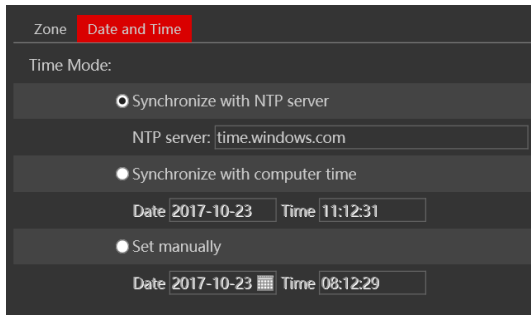 Zone Date and Time
Time Mode:
Synchronize with NTP server
NTP server: time.windows.com
Synchronize with computer time
Date 2017-10-23 Time 11:12:31
Set manually
Date 2017-10-23 Time 08:12:29